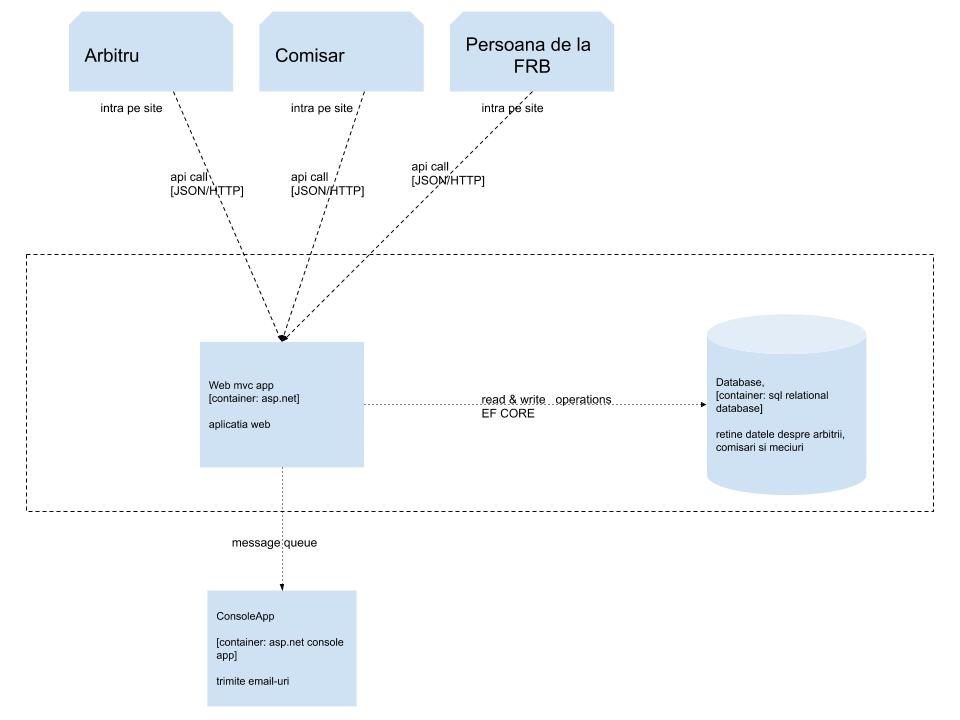 Arbitru
Comisar
Persoana de la
FRB
intra pe site
intra pe site
intra pe site
api call
[JSON/HTTP]
api call
[JSON/HTTP]
api call
[JSON/HTTP]
Web mvc app
[container: asp.net]
aplicatia web
read & write operations
EF CORE
Database,
[container: sql relational
database]
retine datele despre arbitrii,
comisari si meciuri
message queue
ConsoleApp
[container: asp.net console
app]
trimite email-uri